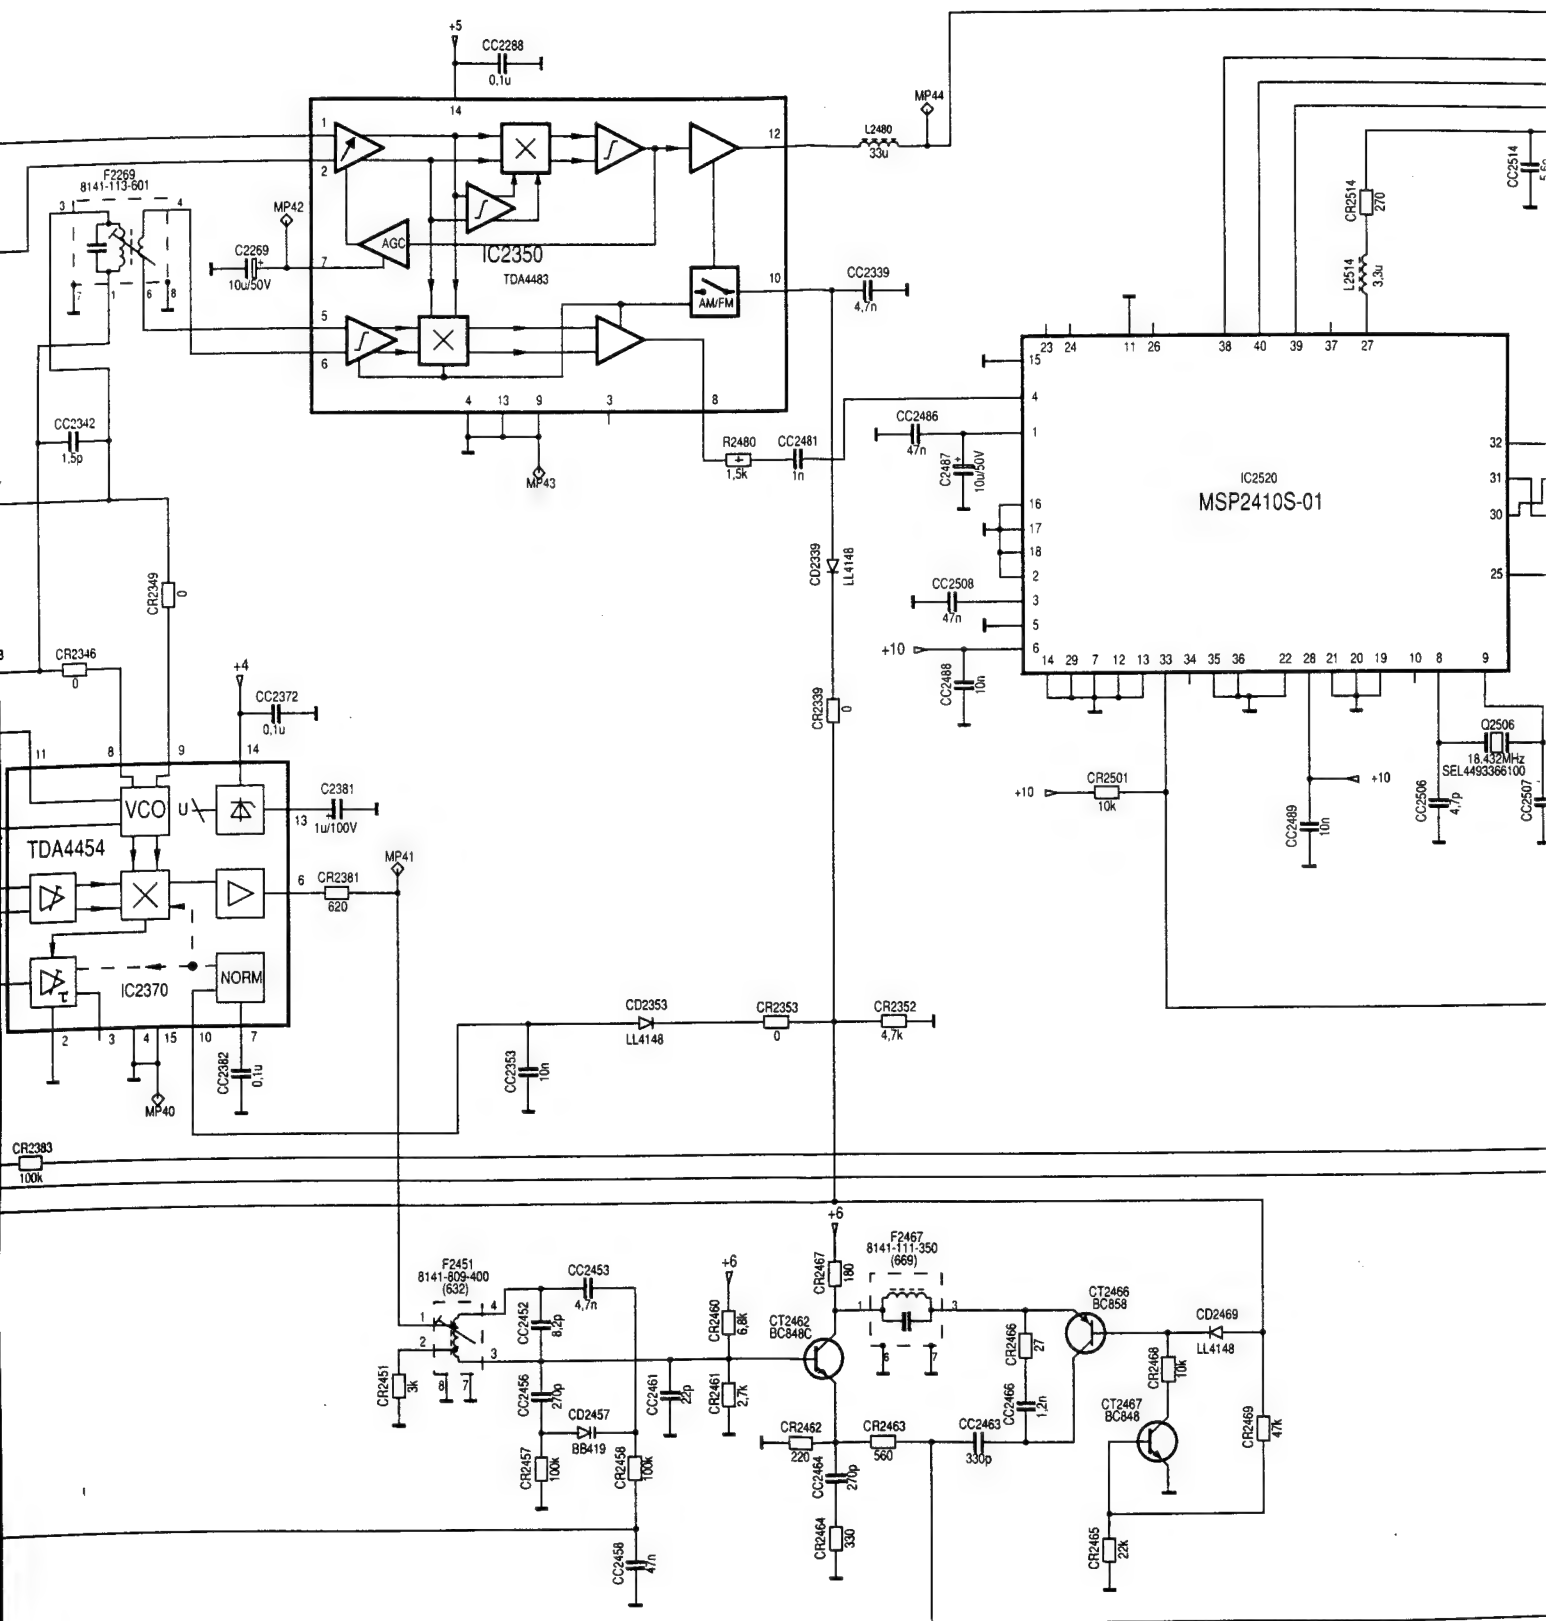 +5
CC2288
0,1u
14
1
2
12
L2480
33u
MP44
F2269
8141-113-601
3
4
7
1
6
8
MP42
C2269
10u/50V
+
7
AGC
IC2350
TDA4483
AM/FM
10
CC2339
4,7n
5
6
4
13
9
3
8
MP43
R2480
1,5k
CC2481
1n
CC2342
1,5p
CR2349
0
CR2346
0
+4
CC2372
0,1u
11
8
9
14
VCO
U
13
C2381
+
1u/100V
TDA4454
6
CR2381
620
MP41
NORM
IC2370
τ
2
3
4
15
10
7
MP40
CC2382
0,1u
CR2383
100k
CC2514
CR2514
270
L2514
3,3u
23
24
11
26
38
40
39
37
27
15
4
CC2486
47n
1
C2487
+
10u/50V
16
17
18
2
CC2508
47n
3
5
+10
6
CC2488
10n
IC2520
MSP2410S-01
32
31
30
25
14
29
7
12
13
33
34
35
36
22
28
21
20
19
10
8
9
Q2506
18.432MHz
SEL4493366100
CC2506
4,7p
CC2507
+10
CR2501
10k
CC2489
10n
+10
CD2339
LL4148
CR2339
0
CD2353
LL4148
CR2353
0
CR2352
4,7k
CC2353
10n
F2451
8141-809-400
(632)
1
2
4
3
8
7
CR2451
3k
CC2452
8,2p
CC2453
4,7n
CC2456
270p
CD2457
BB419
CR2457
100k
CR2458
100k
CC2458
47n
CC2461
22p
+6
CR2460
6,8k
CR2461
2,7k
+6
CR2467
180
CT2462
BC848C
F2467
8141-111-350
(669)
1
3
6
7
CR2462
220
CR2463
560
CC2464
270p
CR2464
330
CC2463
330p
CR2466
27
CC2466
1,2n
CT2466
BC858
CD2469
LL4148
CR2468
10k
CT2467
BC848
CR2469
47k
CR2465
22k